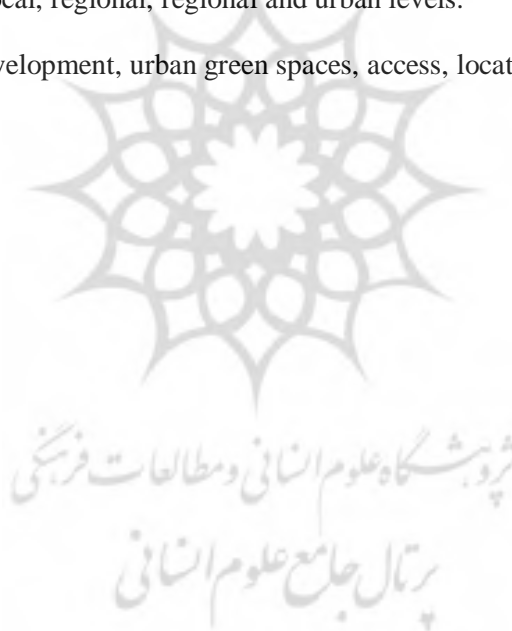 ocal, regional, regional and urban levels.
velopment, urban green spaces, access, locat
پژوهشگاه علوم انسانی و مطالعات فرهنگی
پرتال جامع علوم انسانی